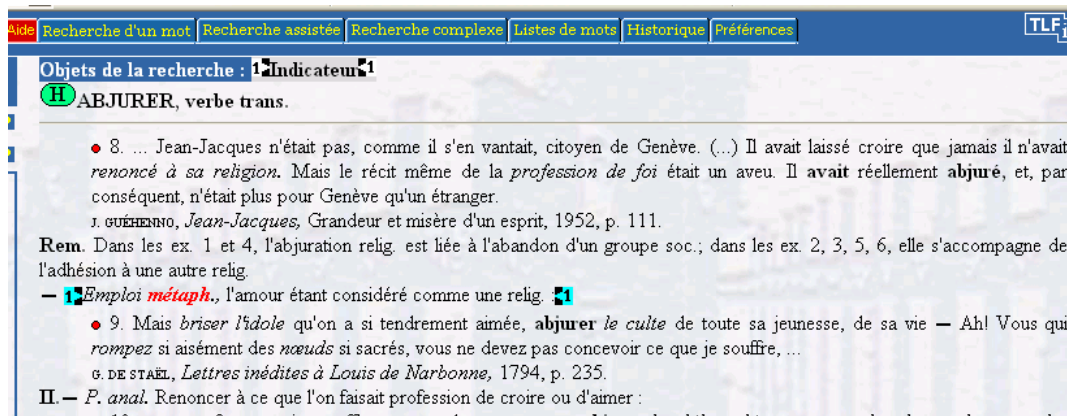 Aide Recherche d'un mot Recherche assistée Recherche complexe Listes de mots Historique Préférences TLF
Objets de la recherche : 1 Indicateur 1
H ABJURER, verbe trans.
● 8. ... Jean-Jacques n'était pas, comme il s'en vantait, citoyen de Genève. (...) Il avait laissé croire que jamais il n'avait
renoncé à sa religion. Mais le récit même de la profession de foi était un aveu. Il avait réellement abjuré, et, par
conséquent, n'était plus pour Genève qu'un étranger.
J. GUÉHENNO, Jean-Jacques, Grandeur et misère d'un esprit, 1952, p. 111.
Rem. Dans les ex. 1 et 4, l'abjuration relig. est liée à l'abandon d'un groupe soc.; dans les ex. 2, 3, 5, 6, elle s'accompagne de
l'adhésion à une autre relig.
— 1 Emploi métaph., l'amour étant considéré comme une relig. : 1
● 9. Mais briser l'idole qu'on a si tendrement aimée, abjurer le culte de toute sa jeunesse, de sa vie — Ah! Vous qui
rompez si aisément des nœuds si sacrés, vous ne devez pas concevoir ce que je souffre, ...
G. DE STAËL, Lettres inédites à Louis de Narbonne, 1794, p. 235.
II. — P. anal. Renoncer à ce que l'on faisait profession de croire ou d'aimer :